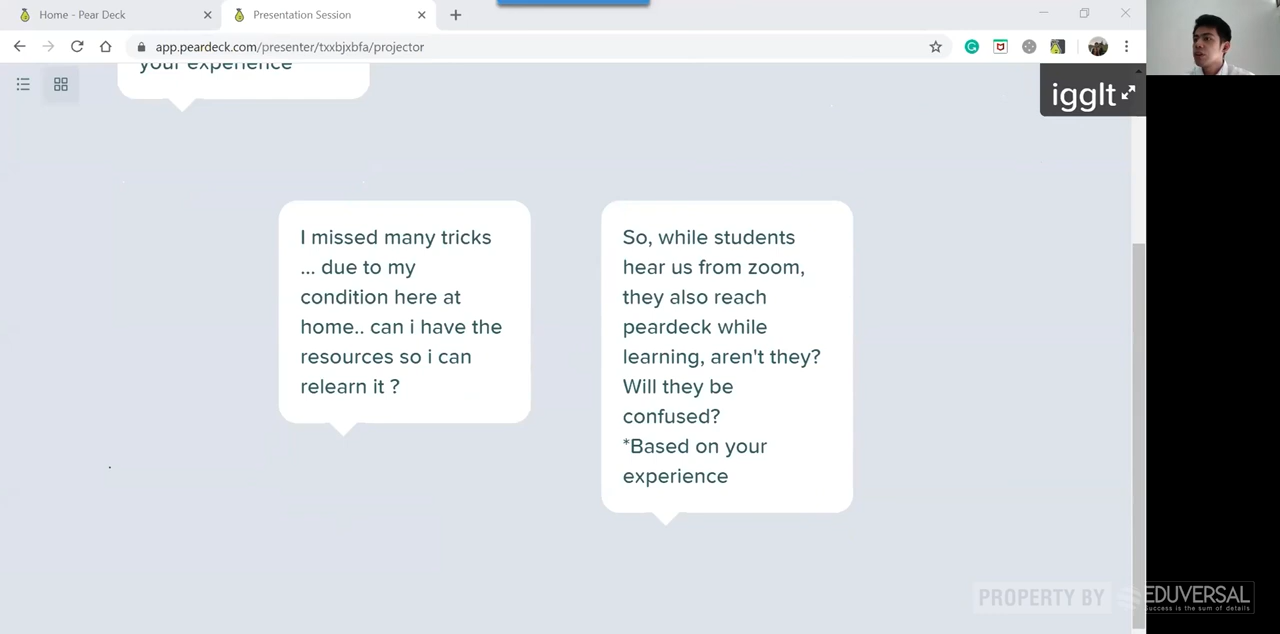 Home - Pear Deck
Presentation Session
app.peardeck.com/presenter/txxbjxbfa/projector
your experience
igglt
I missed many tricks
... due to my
condition here at
home.. can i have the
resources so i can
relearn it ?
So, while students
hear us from zoom,
they also reach
peardeck while
learning, aren't they?
Will they be
confused?
*Based on your
experience
PROPERTY BY
EDUVERSAL
Success is the sum of details